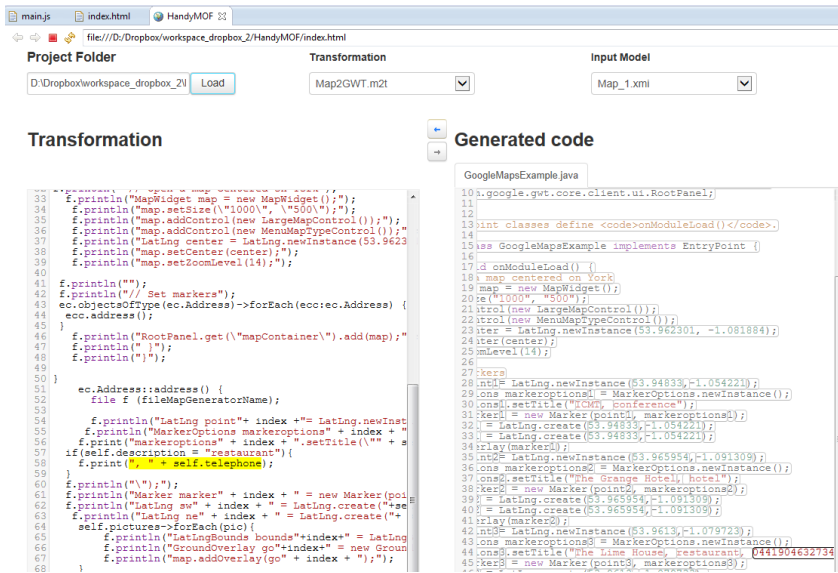 main.js index.html HandyMOF
file:///D:/Dropbox/workspace_dropbox_2/HandyMOF/index.html
Project Folder Transformation Input Model
D:\Dropbox\workspace_dropbox_2\ Load Map2GWT.m2t Map_1.xmi
Transformation
33 f.println("MapWidget map = new MapWidget();");
34 f.println("map.setSize(\"1000\", \"500\");");
35 f.println("map.addControl(new LargeMapControl());");
36 f.println("map.addControl(new MenuMapTypeControl());"
37 f.println("LatLng center = LatLng.newInstance(53.9623
38 f.println("map.setCenter(center);");
39 f.println("map.setZoomLevel(14);");
40
41 f.println("");
42 f.println("// Set markers");
43 ec.objectsOfType(ec.Address)->forEach(ecc:ec.Address) {
44 ecc.address();
45 }
46 f.println("RootPanel.get(\"mapContainer\").add(map);"
47 f.println(" }");
48 f.println("}");
49
50 }
51 ec.Address::address() {
52 file f (fileMapGeneratorName);
53
54 f.println("LatLng point"+ index +"= LatLng.newInst
55 f.println("MarkerOptions markeroptions" + index + "
56 f.print("markeroptions" + index + ".setTitle(\"" + s
57 if(self.description = "restaurant"){
58 f.print(", " + self.telephone);
59 }
60 f.println("\");");
61 f.println("Marker marker" + index + " = new Marker(poi
62 f.println("LatLng sw" + index + " = LatLng.create("+se
63 f.println("LatLng ne" + index + " = LatLng.create("+
64 self.pictures->forEach(pic){
65 f.println("LatLngBounds bounds"+index+" = LatLng
66 f.println("GroundOverlay go"+index+" = new Groun
67 f.println("map.addOverlay(go" + index + ");");
68 }
← →
Generated code
GoogleMapsExample.java
10 n.google.gwt.core.client.ui.RootPanel;
11
12
13 oint classes define <code>onModuleLoad()</code>.
14
15 ass GoogleMapsExample implements EntryPoint {
16
17 d onModuleLoad() {
18 a map centered on York
19 map = new MapWidget();
20 ze("1000", "500");
21 ntrol(new LargeMapControl());
22 ntrol(new MenuMapTypeControl());
23 nter = LatLng.newInstance(53.962301, -1.081884);
24 ter(center);
25 omLevel(14);
26
27 kers
28 int1= LatLng.newInstance(53.94833,-1.054221);
29 ons markeroptions1 = MarkerOptions.newInstance();
30 ons1.setTitle("ICMT, conference");
31 ker1 = new Marker(point1, markeroptions1);
32 = LatLng.create(53.94833,-1.054221);
33 = LatLng.create(53.94833,-1.054221);
34 erlay(marker1);
35 int2= LatLng.newInstance(53.965954,-1.091309);
36 ons markeroptions2 = MarkerOptions.newInstance();
37 ons2.setTitle("The Grange Hotel, hotel");
38 ker2 = new Marker(point2, markeroptions2);
39 2 = LatLng.create(53.965954,-1.091309);
40 2 = LatLng.create(53.965954,-1.091309);
41 erlay(marker2);
42 int3= LatLng.newInstance(53.9613,-1.079723);
43 ons markeroptions3 = MarkerOptions.newInstance();
44 ons3.setTitle("The Lime House, restaurant, 0441904632734
45 ker3 = new Marker(point3, markeroptions3);